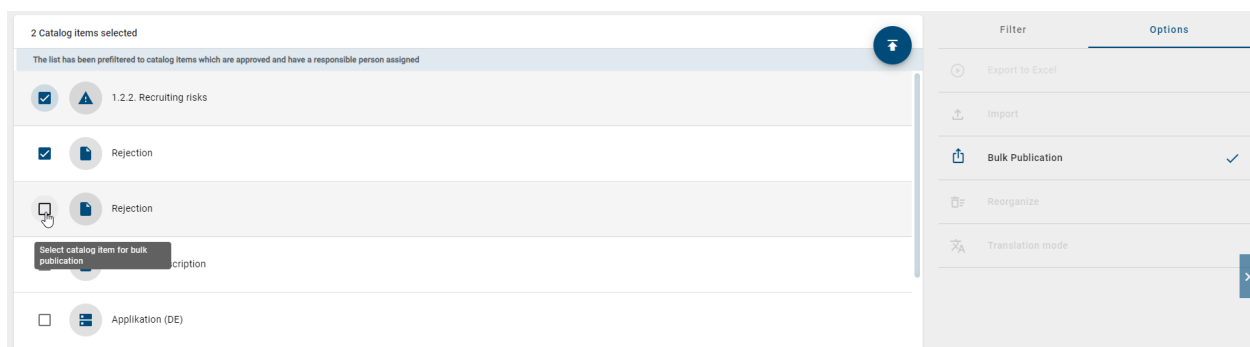 2 Catalog items selected
The list has been prefiltered to catalog items which are approved and have a responsible person assigned
1.2.2. Recruiting risks
Rejection
Rejection
Select catalog item for bulk
publication
scription
Applikation (DE)
Filter
Options
Export to Excel
Import
Bulk Publication
Reorganize
Translation mode